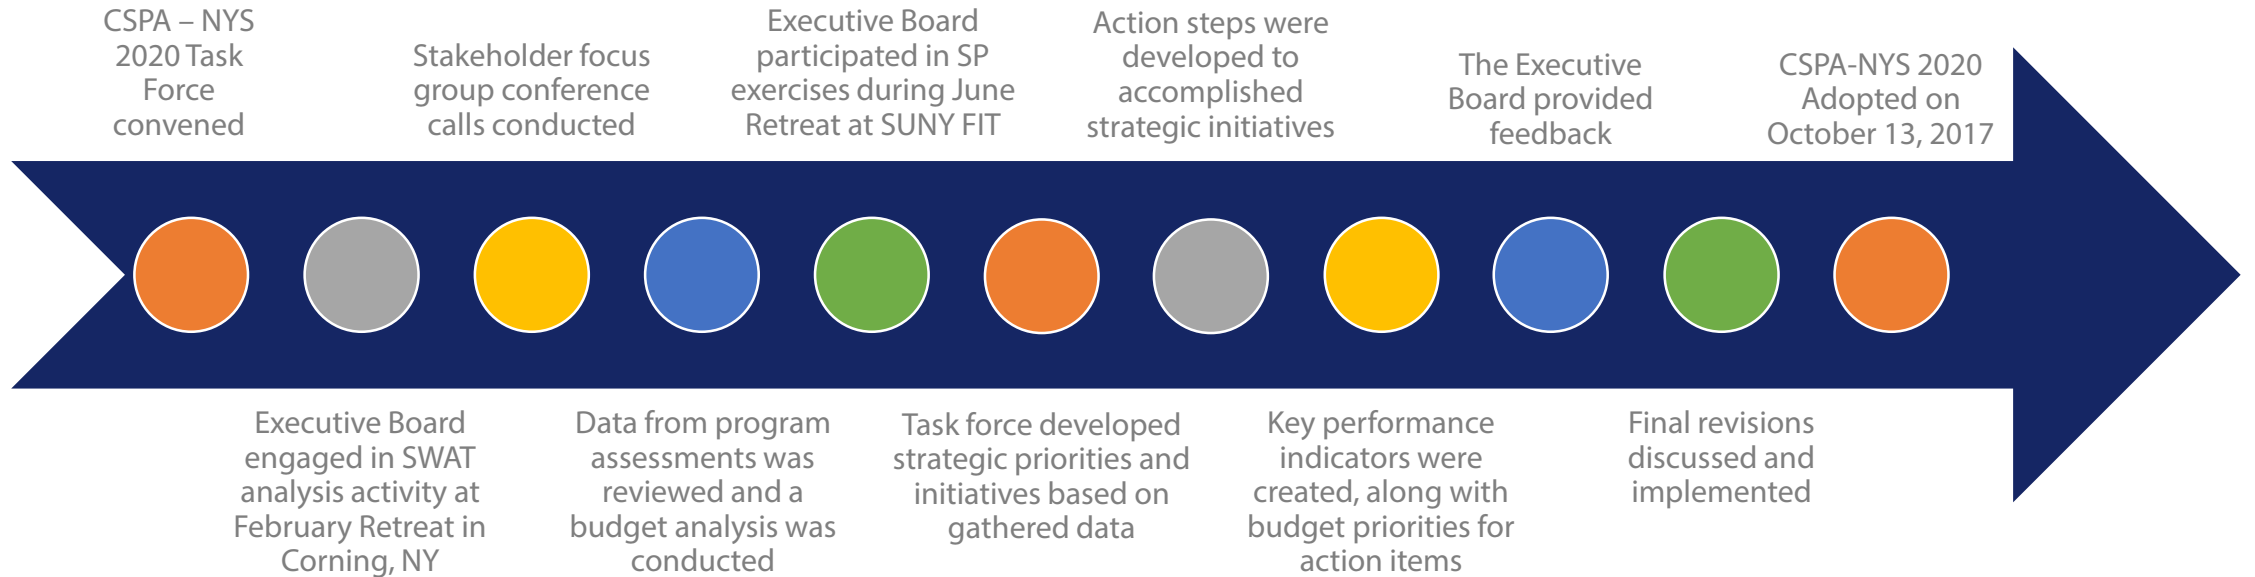 CSPA – NYS
2020 Task
Force
convened
Executive Board
engaged in SWAT
analysis activity at
February Retreat in
Corning, NY
Stakeholder focus
group conference
calls conducted
Data from program
assessments was
reviewed and a
budget analysis was
conducted
Executive Board
participated in SP
exercises during June
Retreat at SUNY FIT
Task force developed
strategic priorities and
initiatives based on
gathered data
Action steps were
developed to
accomplished
strategic initiatives
Key performance
indicators were
created, along with
budget priorities for
action items
The Executive
Board provided
feedback
Final revisions
discussed and
implemented
CSPA-NYS 2020
Adopted on
October 13, 2017